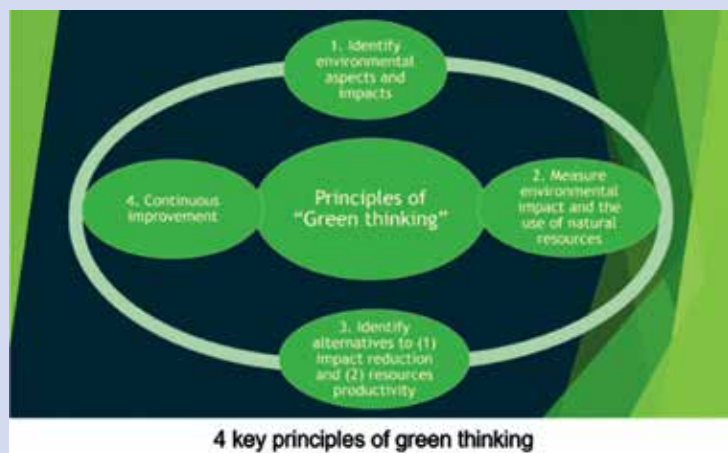 1. Identify
environmental
aspects and
impacts
2. Measure
environmental
impact and the
use of natural
resources
3. Identify
alternatives to (1)
impact reduction
and (2) resources
productivity
4. Continuous
improvement
Principles of
“Green thinking”
4 key principles of green thinking